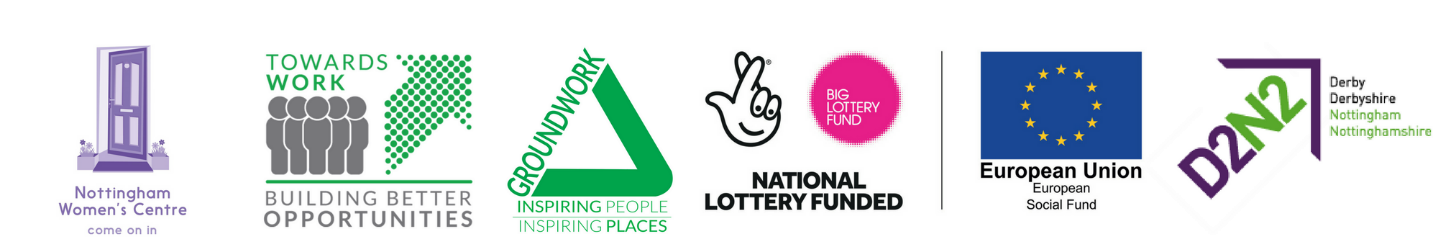 Nottingham
Women's Centre
come on in
TOWARDS
WORK
BUILDING BETTER
OPPORTUNITIES
GROUNDWORK
INSPIRING PEOPLE
INSPIRING PLACES
BIG
LOTTERY
FUND
NATIONAL
LOTTERY FUNDED
European Union
European
Social Fund
D2N2
Derby
Derbyshire
Nottingham
Nottinghamshire